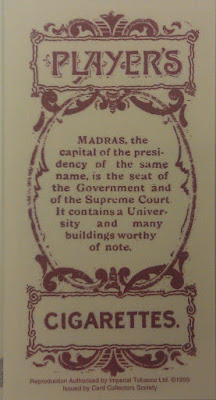 PLAYER'S
MADRAS, the
capital of the presi-
dency of the same
name, is the seat of
the Government and
of the Supreme Court
It contains a Univer-
sity and many
buildings worthy
of note.
CIGARETTES.
Reproduction Authorised by Imperial Tobacco Ltd. ©1999
Issued by Card Collectors Society